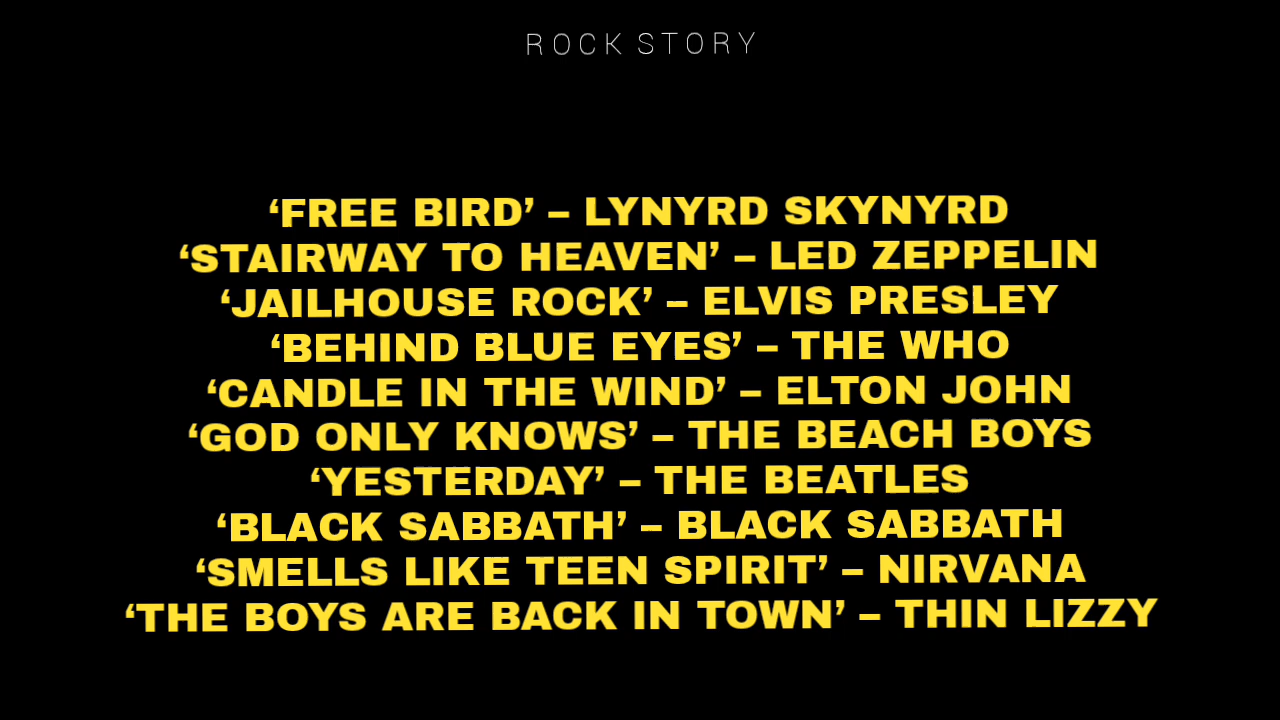 ROCK STORY
‘FREE BIRD’ – LYNYRD SKYNYRD
‘STAIRWAY TO HEAVEN’ – LED ZEPPELIN
‘JAILHOUSE ROCK’ – ELVIS PRESLEY
‘BEHIND BLUE EYES’ – THE WHO
‘CANDLE IN THE WIND’ – ELTON JOHN
‘GOD ONLY KNOWS’ – THE BEACH BOYS
‘YESTERDAY’ – THE BEATLES
‘BLACK SABBATH’ – BLACK SABBATH
‘SMELLS LIKE TEEN SPIRIT’ – NIRVANA
‘THE BOYS ARE BACK IN TOWN’ – THIN LIZZY